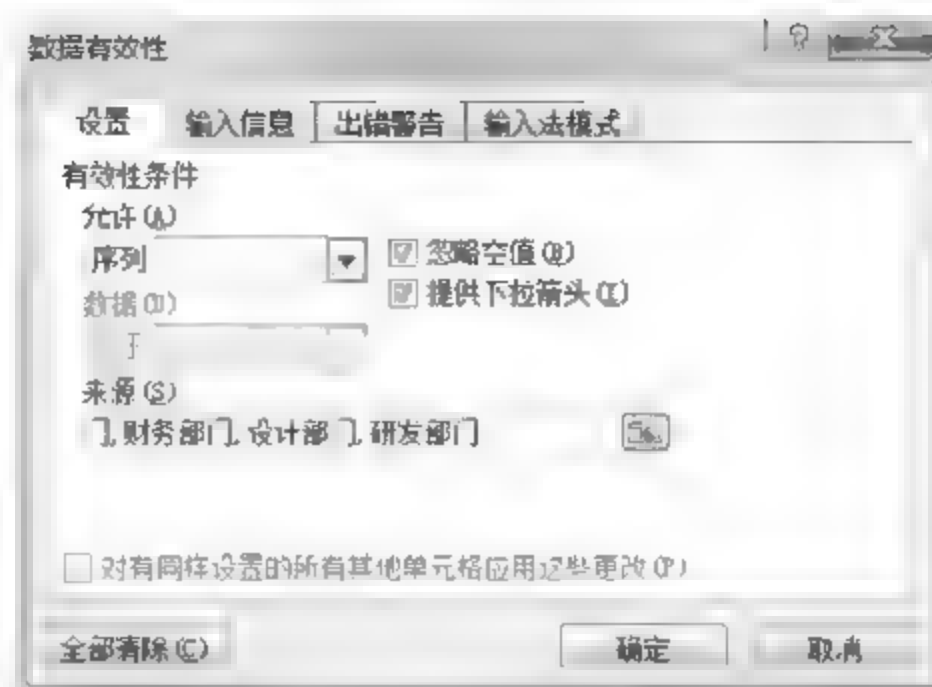 数据有效性
设置 输入信息 出错警告 输入法模式
有效性条件
允许(A)
序列
忽略空值(B)
数据(D)
提供下拉箭头(I)
来源(S)
门,财务部门,设计部门,研发部门
对有同样设置的所有其他单元格应用这些更改(P)
全部清除(C) 确定 取消